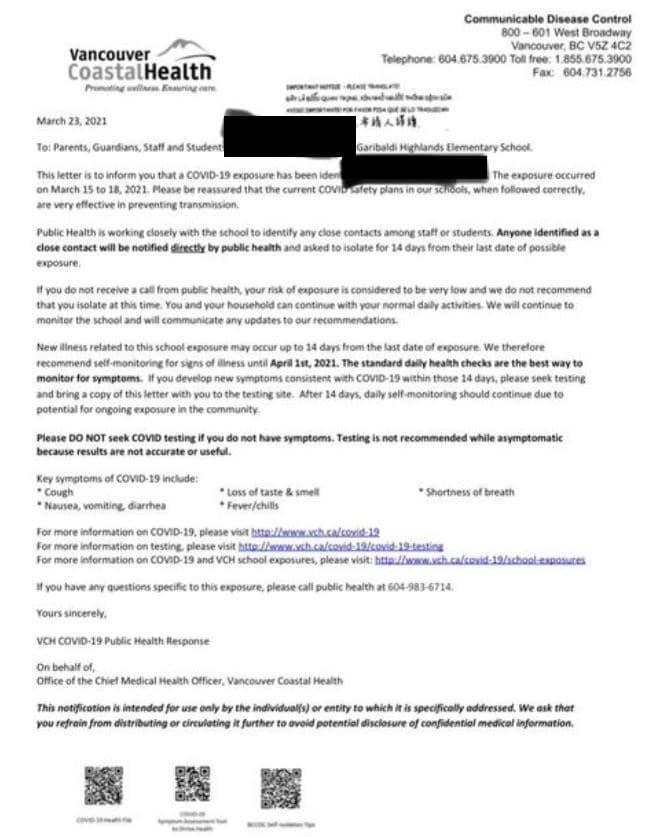 Communicable Disease Control
800 – 601 West Broadway
Vancouver, BC V5Z 4C2
Telephone: 604.675.3900 Toll free: 1.855.675.3900
Fax: 604.731.2756
Vancouver
CoastalHealth
Promoting wellness. Ensuring care.
IMPORTANT NOTICE - PLEASE TRANSLATE!
March 23, 2021
To: Parents, Guardians, Staff and Student Garibaldi Highlands Elementary School.
This letter is to inform you that a COVID-19 exposure has been iden The exposure occurred
on March 15 to 18, 2021. Please be reassured that the current COVID safety plans in our schools, when followed correctly,
are very effective in preventing transmission.
Public Health is working closely with the school to identify any close contacts among staff or students. Anyone identified as a
close contact will be notified directly by public health and asked to isolate for 14 days from their last date of possible
exposure.
If you do not receive a call from public health, your risk of exposure is considered to be very low and we do not recommend
that you isolate at this time. You and your household can continue with your normal daily activities. We will continue to
monitor the school and will communicate any updates to our recommendations.
New illness related to this school exposure may occur up to 14 days from the last date of exposure. We therefore
recommend self-monitoring for signs of illness until April 1st, 2021. The standard daily health checks are the best way to
monitor for symptoms. If you develop new symptoms consistent with COVID-19 within those 14 days, please seek testing
and bring a copy of this letter with you to the testing site. After 14 days, daily self-monitoring should continue due to
potential for ongoing exposure in the community.
Please DO NOT seek COVID testing if you do not have symptoms. Testing is not recommended while asymptomatic
because results are not accurate or useful.
Key symptoms of COVID-19 include:
* Cough * Loss of taste & smell * Shortness of breath
* Nausea, vomiting, diarrhea * Fever/chills
For more information on COVID-19, please visit http://www.vch.ca/covid-19
For more information on testing, please visit http://www.vch.ca/covid-19/covid-19-testing
For more information on COVID-19 and VCH school exposures, please visit: http://www.vch.ca/covid-19/school-exposures
If you have any questions specific to this exposure, please call public health at 604-983-6714.
Yours sincerely,
VCH COVID-19 Public Health Response
On behalf of,
Office of the Chief Medical Health Officer, Vancouver Coastal Health
This notification is intended for use only by the individual(s) or entity to which it is specifically addressed. We ask that
you refrain from distributing or circulating it further to avoid potential disclosure of confidential medical information.
COVID-19 Health File
COVID-19
Symptom Assessment Tool
BCCDC Self-Isolation Tips